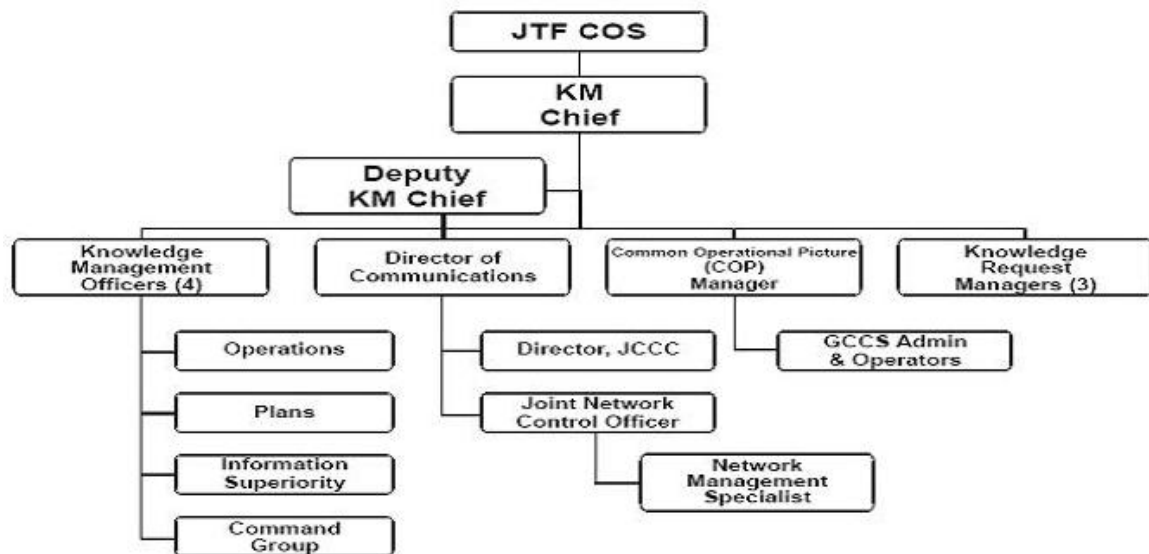 JTF COS
KM
Chief
Deputy
KM Chief
Knowledge
Management
Officers (4)
Director of
Communications
Common Operational Picture
(COP)
Manager
Knowledge
Request
Managers (3)
Operations
Plans
Information
Superiority
Command
Group
Director, JCCC
Joint Network
Control Officer
Network
Management
Specialist
GCCS Admin
& Operators